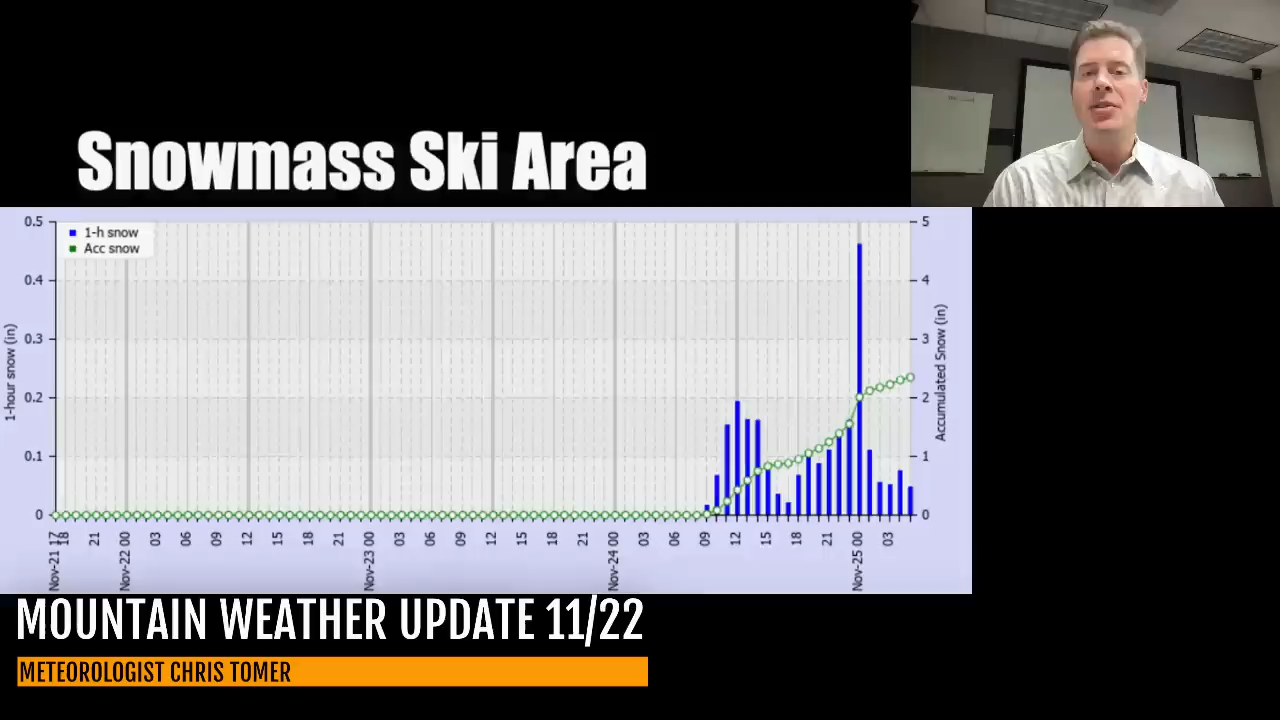 Snowmass Ski Area
1-h snow
Acc snow
0.5
0.4
0.3
0.2
0.1
0
1-hour snow (in)
5
4
3
2
1
0
Accumulated Snow (in)
Nov-21 17 18 21 Nov-22 00 03 06 09 12 15 18 21 Nov-23 00 03 06 09 12 15 18 21 Nov-24 00 03 06 09 12 15 18 21 Nov-25 00 03
MOUNTAIN WEATHER UPDATE 11/22
METEOROLOGIST CHRIS TOMER